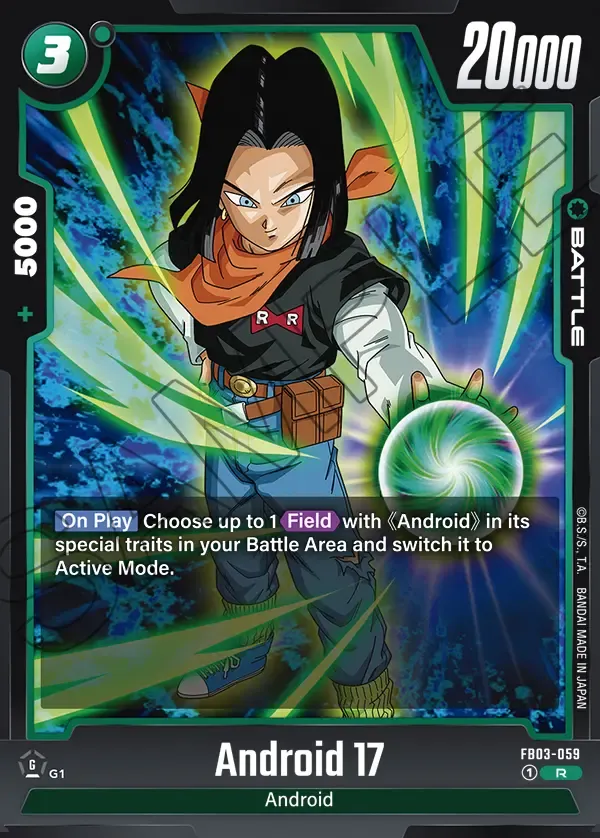 3
20000
+ 5000
BATTLE
R R
SAMPLE
On Play Choose up to 1 Field with 《Android》 in its
special traits in your Battle Area and switch it to
Active Mode.
©B.S./S., T.A. BANDAI MADE IN JAPAN
G G1
Android 17
FB03-059
1 R
Android